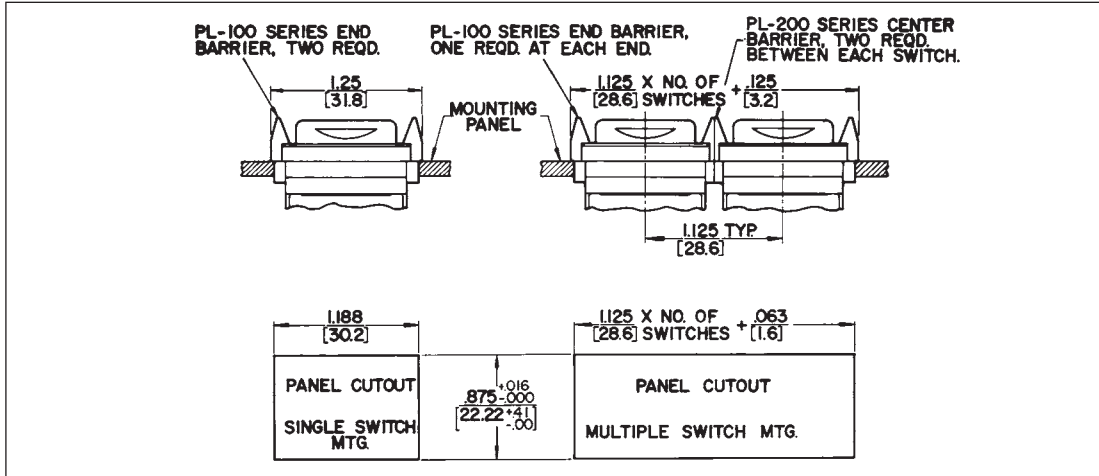 PL-100 SERIES END
BARRIER, TWO REQD.
PL-100 SERIES END BARRIER,
ONE REQD. AT EACH END.
PL-200 SERIES CENTER
BARRIER, TWO REQD.
BETWEEN EACH SWITCH.
1.25
[31.8]
MOUNTING
PANEL
1.125 X NO. OF + .125
[28.6] SWITCHES [3.2]
1.125 TYP.
[28.6]
1.188
[30.2]
PANEL CUTOUT
SINGLE SWITCH
MTG.
.875 +.016 -.000
[22.22 +.41 -.00]
1.125 X NO. OF + .063
[28.6] SWITCHES [1.6]
PANEL CUTOUT
MULTIPLE SWITCH MTG.